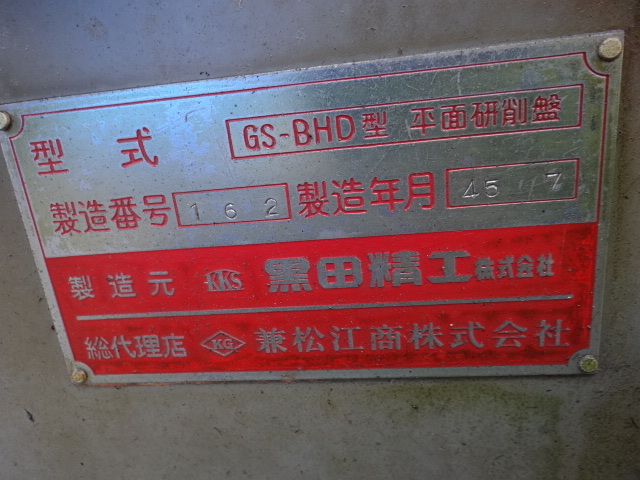 型式 GS-BHD型 平面研削盤
製造番号 162 製造年月 45 7
製造元 KKS 黒田精工株式会社
総代理店 KG 兼松江商株式会社